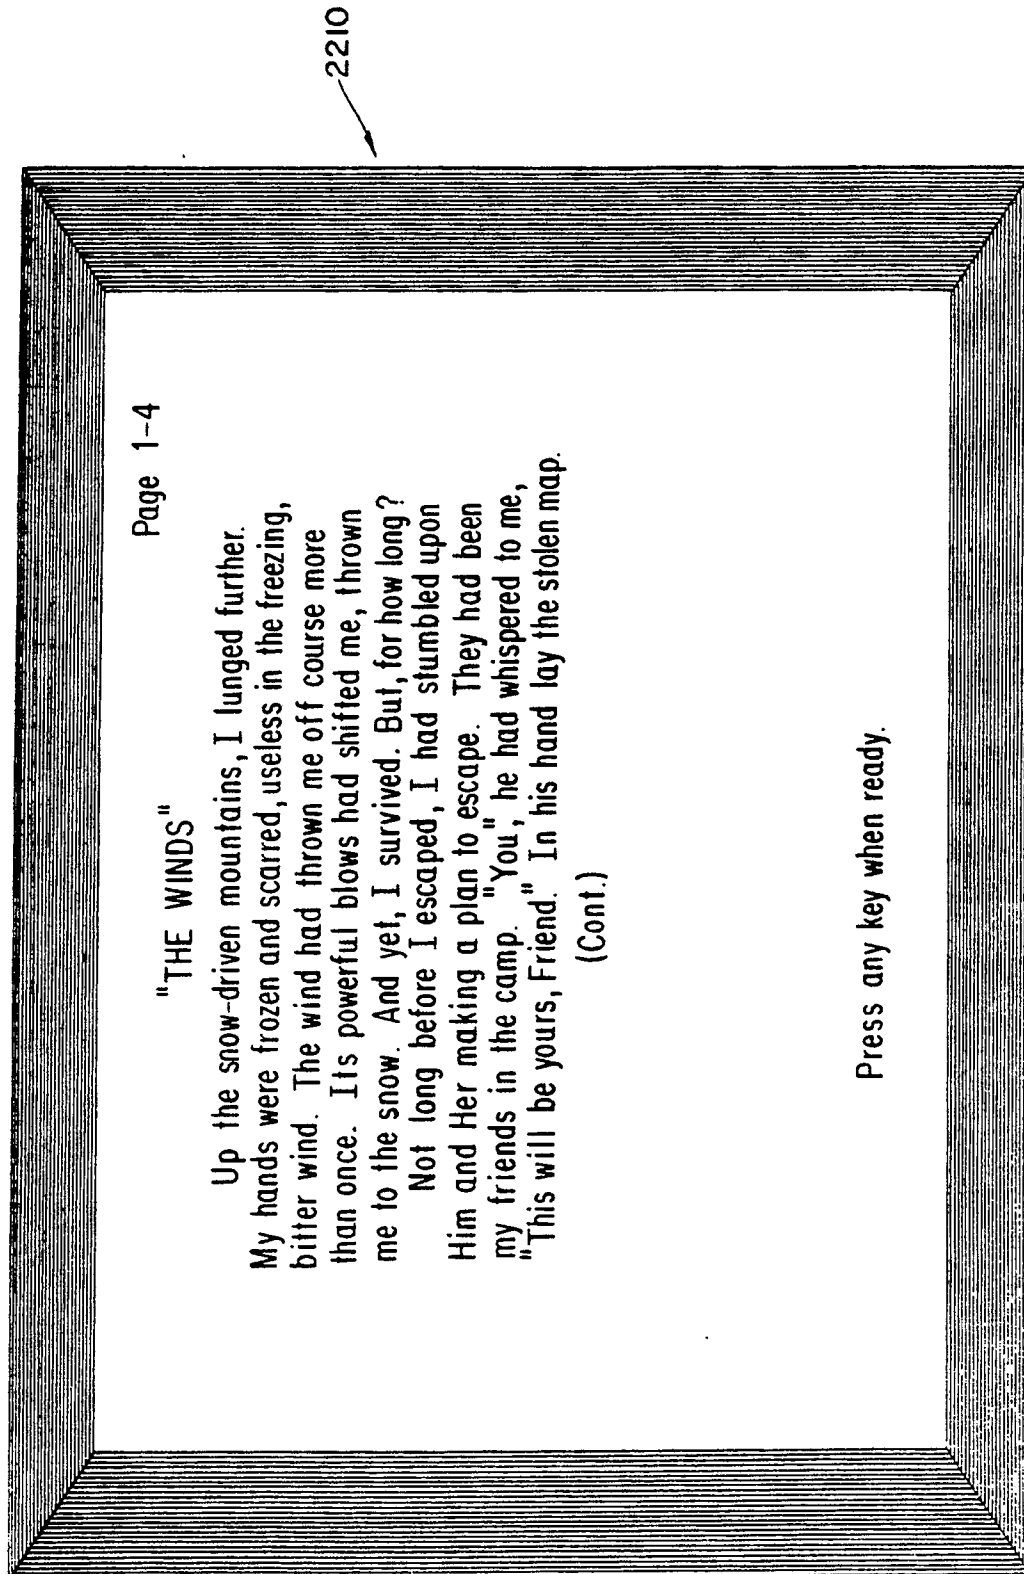 2210
Page 1-4
"THE WINDS"
Up the snow-driven mountains, I lunged further.
My hands were frozen and scarred, useless in the freezing,
bitter wind. The wind had thrown me off course more
than once. Its powerful blows had shifted me, thrown
me to the snow. And yet, I survived. But, for how long?
Not long before I escaped, I had stumbled upon
Him and Her making a plan to escape. They had been
my friends in the camp. "You", he had whispered to me,
"This will be yours, Friend." In his hand lay the stolen map.
(Cont.)
Press any key when ready.